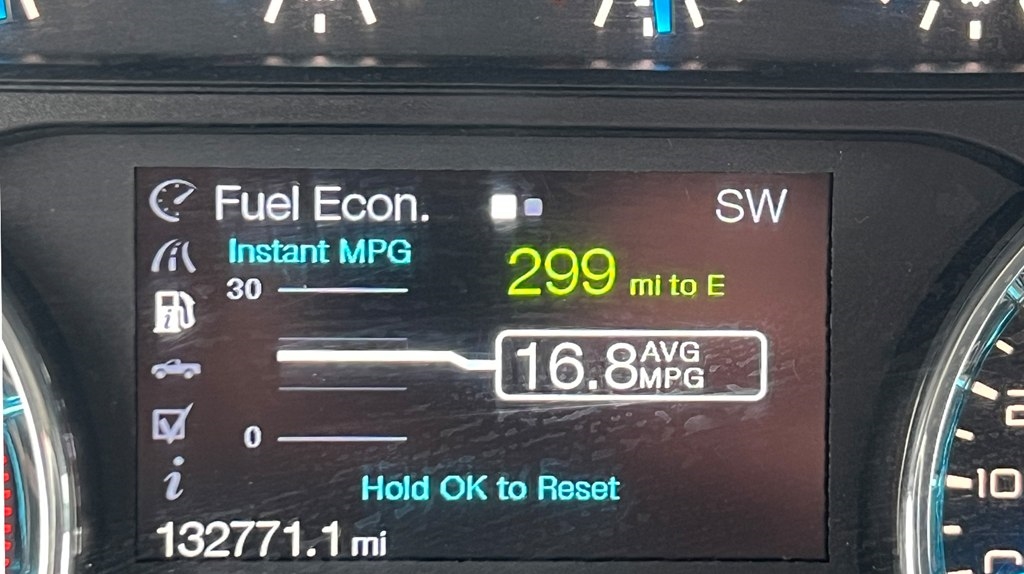 Fuel Econ.
SW
Instant MPG
299 mi to E
30
16.8 AVG MPG
0
Hold OK to Reset
132771.1 mi
10